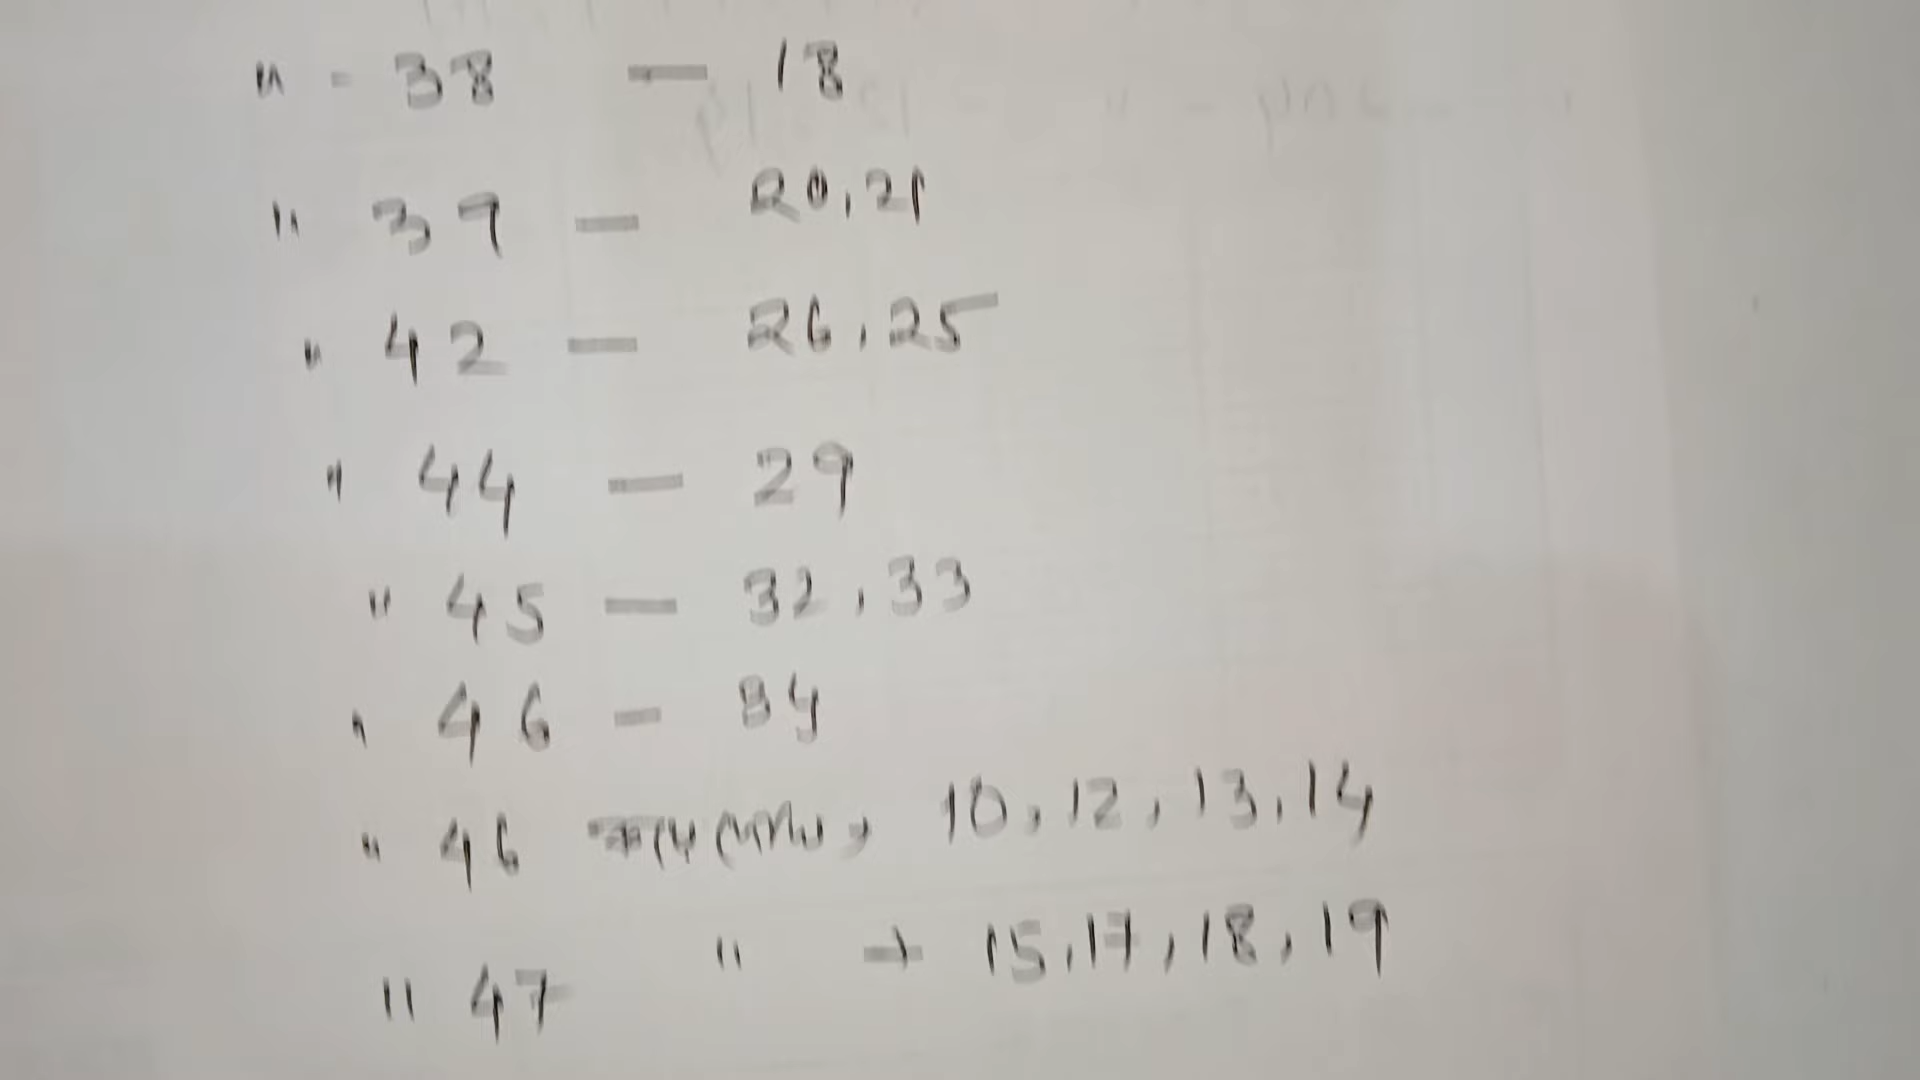 " - 38 — 18
" 39 — 20, 21
" 42 — 26, 25
" 44 — 29
" 45 — 32, 33
" 46 — 34
" 46 , 10, 12, 13, 14
" 47 " → 15, 17, 18, 19